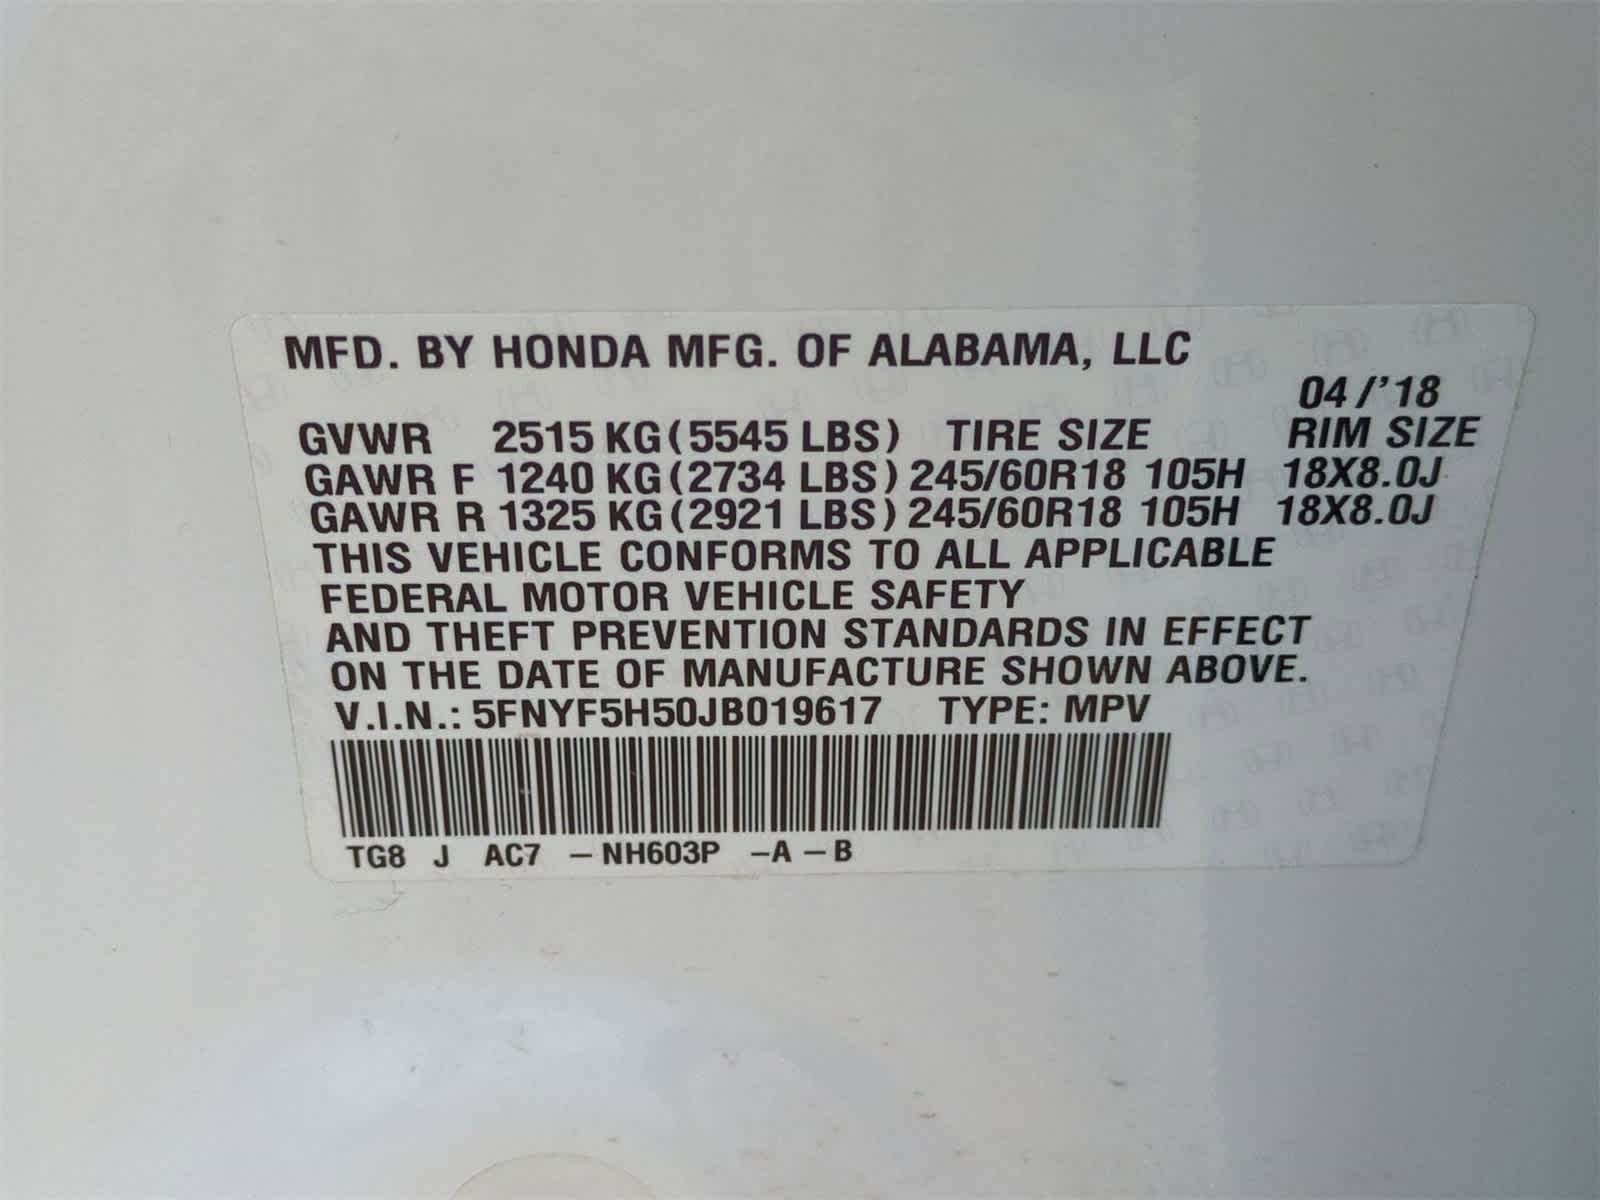 MFD. BY HONDA MFG. OF ALABAMA, LLC
04/'18
GVWR 2515 KG (5545 LBS) TIRE SIZE RIM SIZE
GAWR F 1240 KG (2734 LBS) 245/60R18 105H 18X8.0J
GAWR R 1325 KG (2921 LBS) 245/60R18 105H 18X8.0J
THIS VEHICLE CONFORMS TO ALL APPLICABLE
FEDERAL MOTOR VEHICLE SAFETY
AND THEFT PREVENTION STANDARDS IN EFFECT
ON THE DATE OF MANUFACTURE SHOWN ABOVE.
V.I.N.: 5FNYF5H50JB019617 TYPE: MPV
TG8 J AC7 – NH603P –A – B